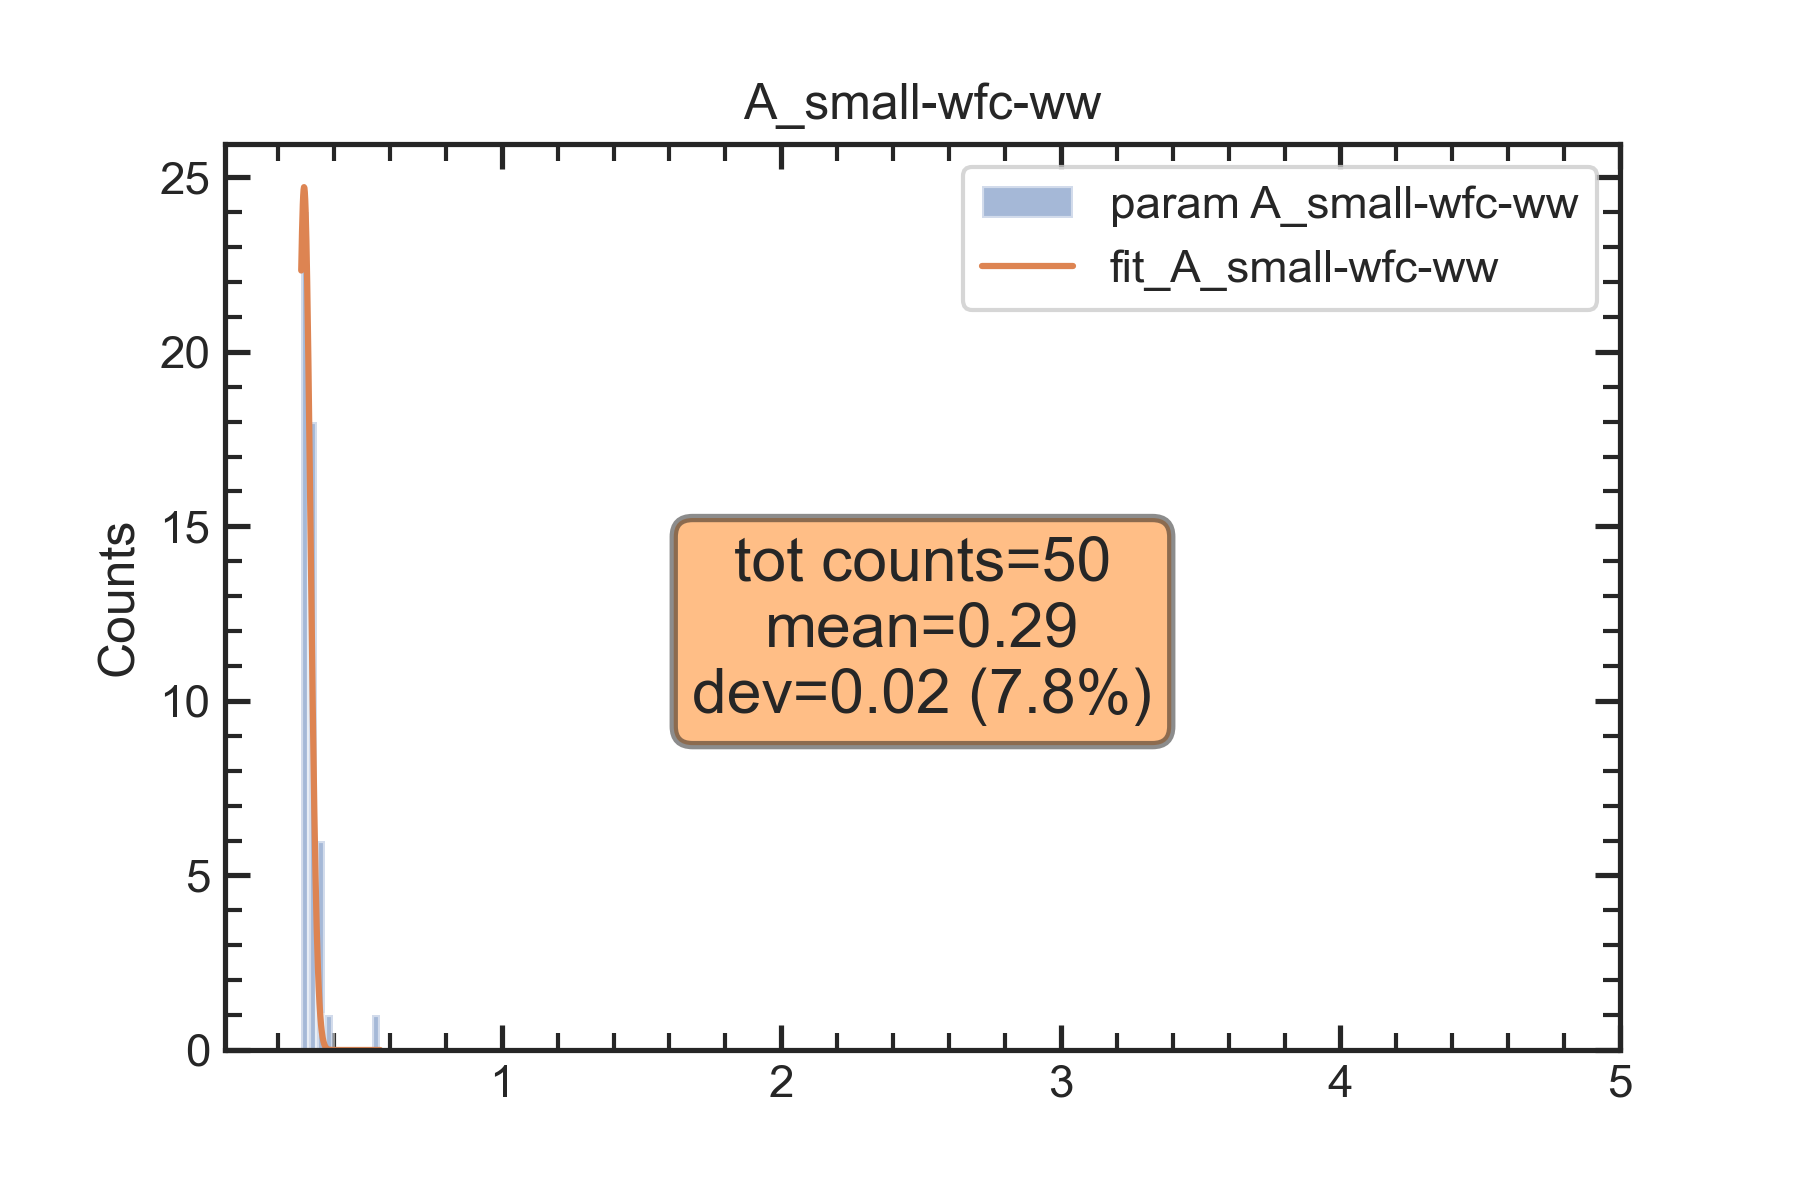 A_small-wfc-ww
25
20
15
10
5
0
Counts
param A_small-wfc-ww
fit_A_small-wfc-ww
tot counts=50
mean=0.29
dev=0.02 (7.8%)
1 2 3 4 5